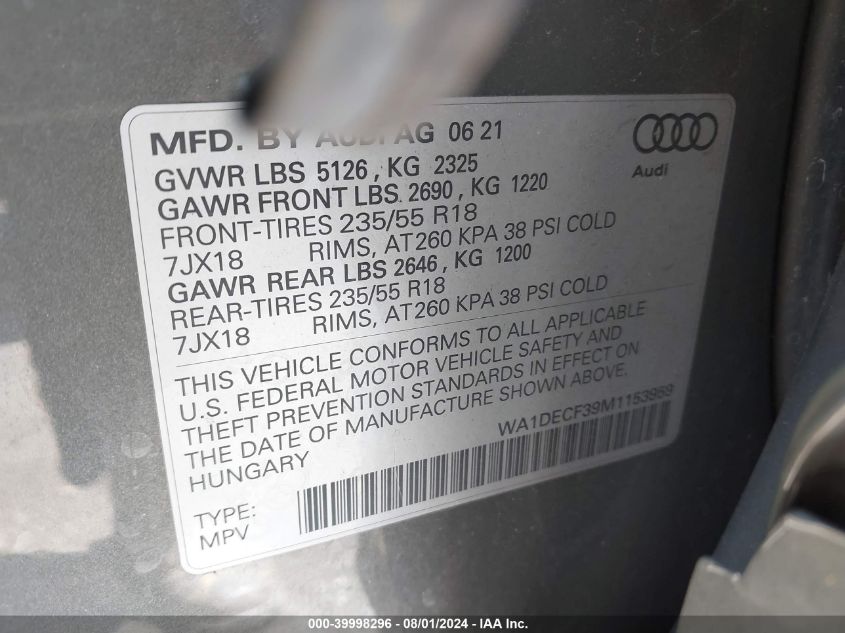 MFD. BY AUDI AG 06 21
Audi
GVWR LBS 5126, KG 2325
GAWR FRONT LBS. 2690, KG 1220
FRONT-TIRES 235/55 R18
7JX18 RIMS, AT260 KPA 38 PSI COLD
GAWR REAR LBS 2646, KG 1200
REAR-TIRES 235/55 R18
7JX18 RIMS, AT260 KPA 38 PSI COLD
THIS VEHICLE CONFORMS TO ALL APPLICABLE
U.S. FEDERAL MOTOR VEHICLE SAFETY AND
THEFT PREVENTION STANDARDS IN EFFECT ON
THE DATE OF MANUFACTURE SHOWN ABOVE.
HUNGARY
WA1DECF39M1153959
TYPE:
MPV
000-39998296 - 08/01/2024 - IAA Inc.